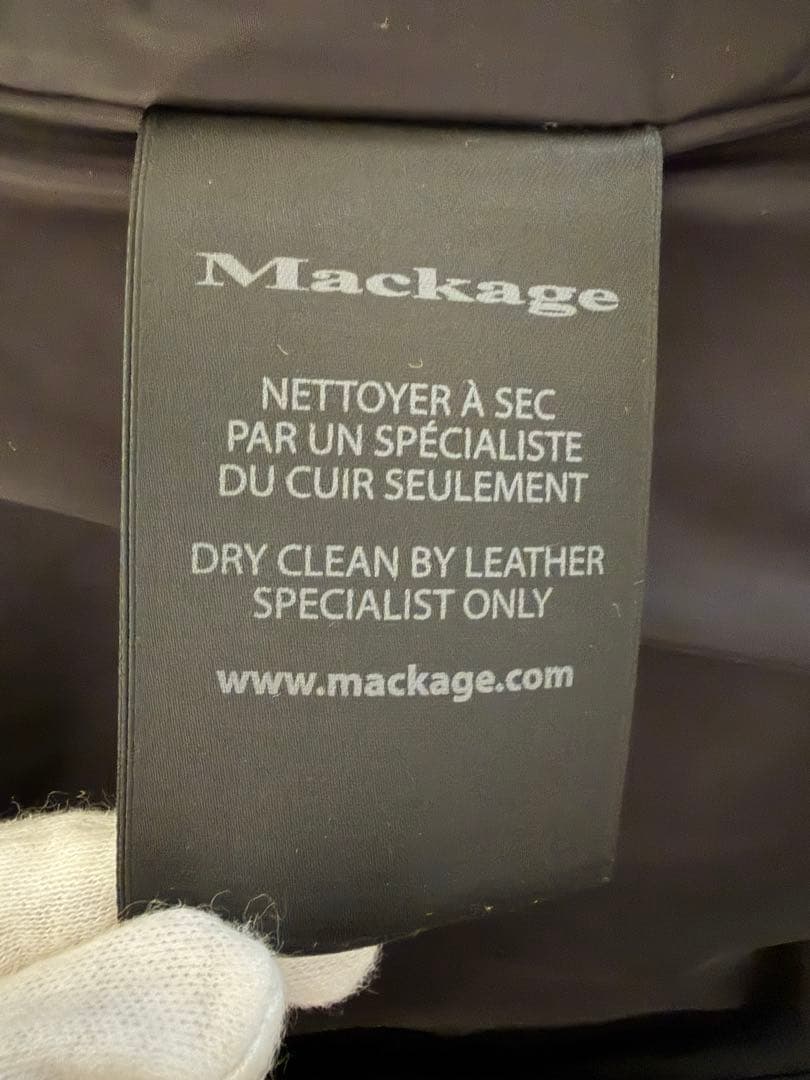 Mackage
NETTOYER À SEC
PAR UN SPÉCIALISTE
DU CUIR SEULEMENT
DRY CLEAN BY LEATHER
SPECIALIST ONLY
www.mackage.com